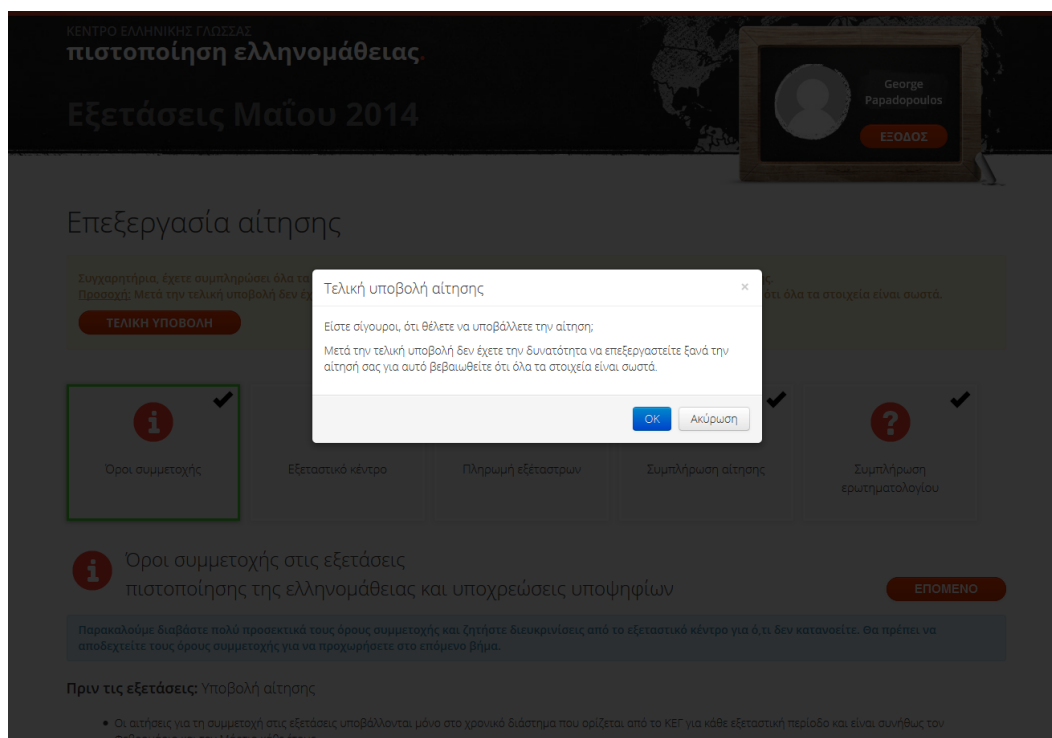 ΚΕΝΤΡΟ ΕΛΛΗΝΙΚΗΣ ΓΛΩΣΣΑΣ
πιστοποίηση ελληνομάθειας.
Εξετάσεις Μαΐου 2014
George
Papadopoulos
ΕΞΟΔΟΣ
Επεξεργασία αίτησης
Συγχαρητήρια, έχετε συμπληρώσει όλα τα
Προσοχή: Μετά την τελική υποβολή δεν έχ ότι όλα τα στοιχεία είναι σωστά.
ΤΕΛΙΚΗ ΥΠΟΒΟΛΗ
Τελική υποβολή αίτησης ×
Είστε σίγουροι, ότι θέλετε να υποβάλλετε την αίτηση;
Μετά την τελική υποβολή δεν έχετε την δυνατότητα να επεξεργαστείτε ξανά την
αίτησή σας για αυτό βεβαιωθείτε ότι όλα τα στοιχεία είναι σωστά.
OK Ακύρωση
Όροι συμμετοχής
Εξεταστικό κέντρο
Πληρωμή εξέταστρων
Συμπλήρωση αίτησης
Συμπλήρωση
ερωτηματολογίου
Όροι συμμετοχής στις εξετάσεις
πιστοποίησης της ελληνομάθειας και υποχρεώσεις υποψηφίων
ΕΠΟΜΕΝΟ
Παρακαλούμε διαβάστε πολύ προσεκτικά τους όρους συμμετοχής και ζητήστε διευκρινίσεις από το εξεταστικό κέντρο για ό,τι δεν κατανοείτε. Θα πρέπει να
αποδεχτείτε τους όρους συμμετοχής για να προχωρήσετε στο επόμενο βήμα.
Πριν τις εξετάσεις: Υποβολή αίτησης
• Οι αιτήσεις για τη συμμετοχή στις εξετάσεις υποβάλλονται μόνο στο χρονικό διάστημα που ορίζεται από το ΚΕΓ για κάθε εξεταστική περίοδο και είναι συνήθως τον